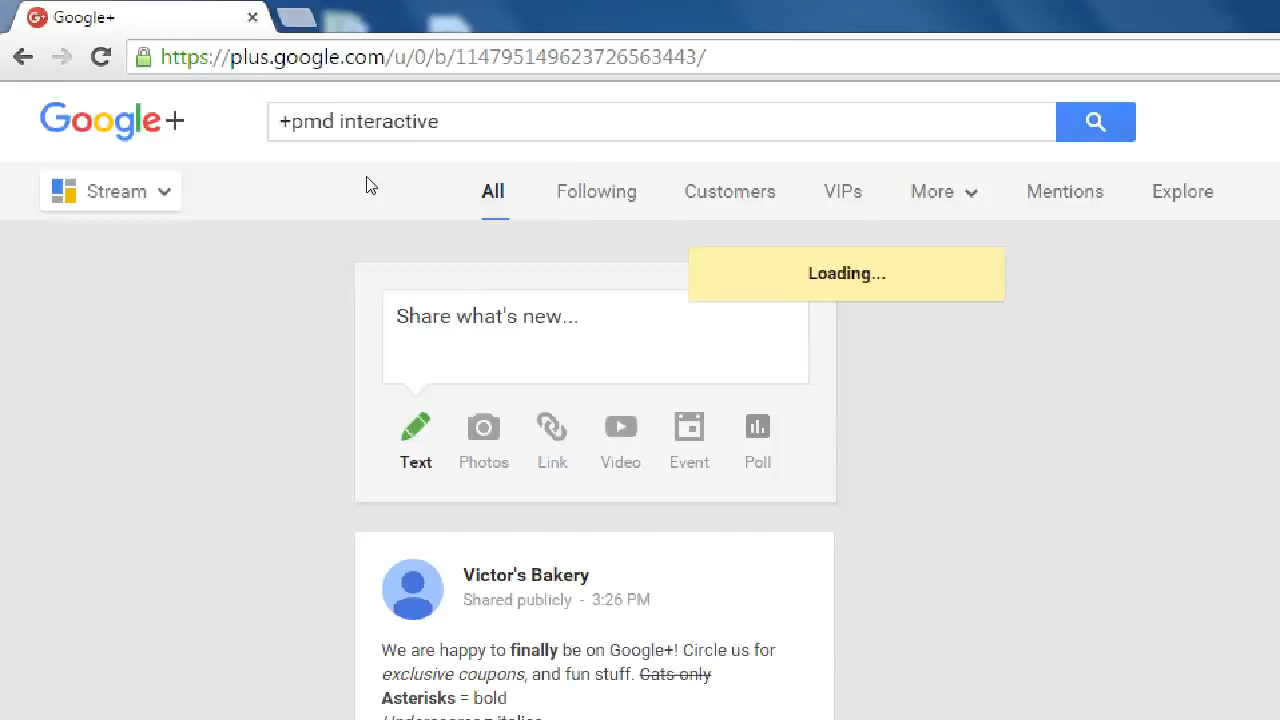 Google+
https://plus.google.com/u/0/b/114795149623726563443/
Google+
+pmd interactive
Stream
All
Following
Customers
VIPs
More
Mentions
Explore
Loading...
Share what's new...
Text
Photos
Link
Video
Event
Poll
Victor's Bakery
Shared publicly - 3:26 PM
We are happy to finally be on Google+! Circle us for
exclusive coupons, and fun stuff. Cats only
Asterisks = bold
Underscores= italics